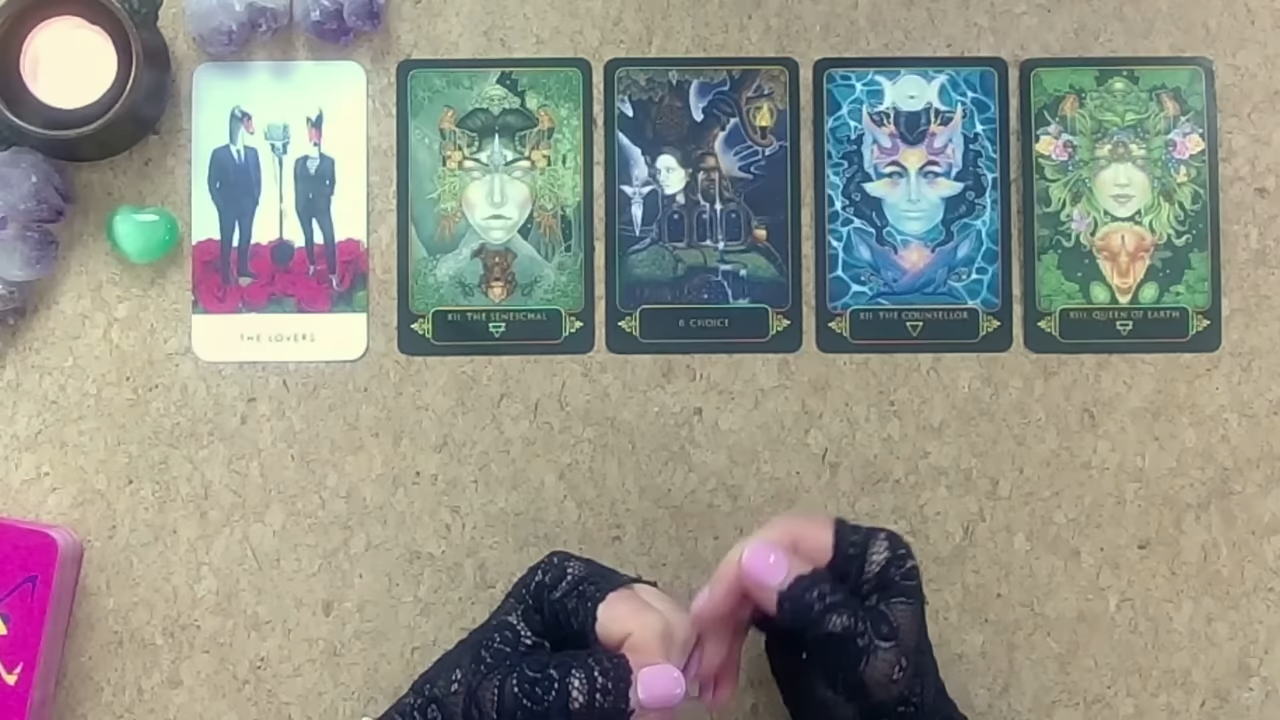 THE LOVERS
XII. THE SENESCHAL
6 CHOICE
XII. THE COUNSELLOR
XIII. QUEEN OF EARTH